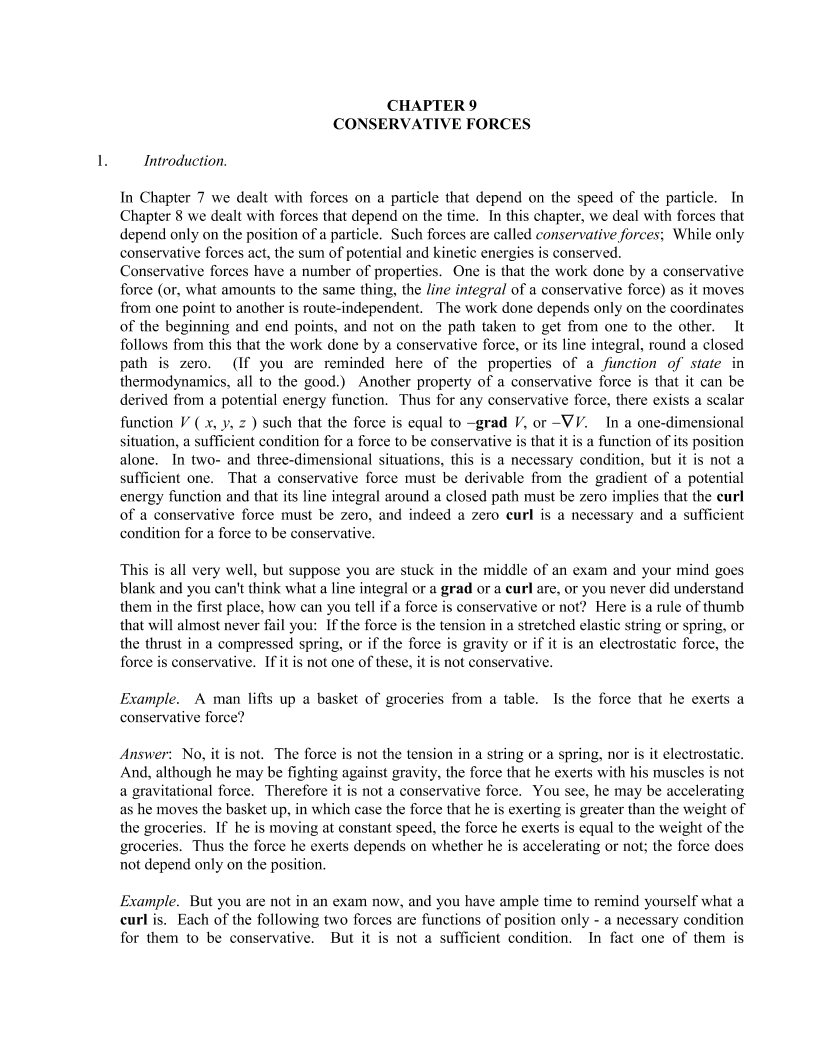 CHAPTER 9
CONSERVATIVE FORCES
1. Introduction.
In Chapter 7 we dealt with forces on a particle that depend on the speed of the particle. In
Chapter 8 we dealt with forces that depend on the time. In this chapter, we deal with forces that
depend only on the position of a particle. Such forces are called conservative forces; While only
conservative forces act, the sum of potential and kinetic energies is conserved.
Conservative forces have a number of properties. One is that the work done by a conservative
force (or, what amounts to the same thing, the line integral of a conservative force) as it moves
from one point to another is route-independent. The work done depends only on the coordinates
of the beginning and end points, and not on the path taken to get from one to the other. It
follows from this that the work done by a conservative force, or its line integral, round a closed
path is zero. (If you are reminded here of the properties of a function of state in
thermodynamics, all to the good.) Another property of a conservative force is that it can be
derived from a potential energy function. Thus for any conservative force, there exists a scalar
function V ( x, y, z ) such that the force is equal to −grad V, or −∇V. In a one-dimensional
situation, a sufficient condition for a force to be conservative is that it is a function of its position
alone. In two- and three-dimensional situations, this is a necessary condition, but it is not a
sufficient one. That a conservative force must be derivable from the gradient of a potential
energy function and that its line integral around a closed path must be zero implies that the curl
of a conservative force must be zero, and indeed a zero curl is a necessary and a sufficient
condition for a force to be conservative.
This is all very well, but suppose you are stuck in the middle of an exam and your mind goes
blank and you can't think what a line integral or a grad or a curl are, or you never did understand
them in the first place, how can you tell if a force is conservative or not? Here is a rule of thumb
that will almost never fail you: If the force is the tension in a stretched elastic string or spring, or
the thrust in a compressed spring, or if the force is gravity or if it is an electrostatic force, the
force is conservative. If it is not one of these, it is not conservative.
Example. A man lifts up a basket of groceries from a table. Is the force that he exerts a
conservative force?
Answer: No, it is not. The force is not the tension in a string or a spring, nor is it electrostatic.
And, although he may be fighting against gravity, the force that he exerts with his muscles is not
a gravitational force. Therefore it is not a conservative force. You see, he may be accelerating
as he moves the basket up, in which case the force that he is exerting is greater than the weight of
the groceries. If he is moving at constant speed, the force he exerts is equal to the weight of the
groceries. Thus the force he exerts depends on whether he is accelerating or not; the force does
not depend only on the position.
Example. But you are not in an exam now, and you have ample time to remind yourself what a
curl is. Each of the following two forces are functions of position only - a necessary condition
for them to be conservative. But it is not a sufficient condition. In fact one of them is